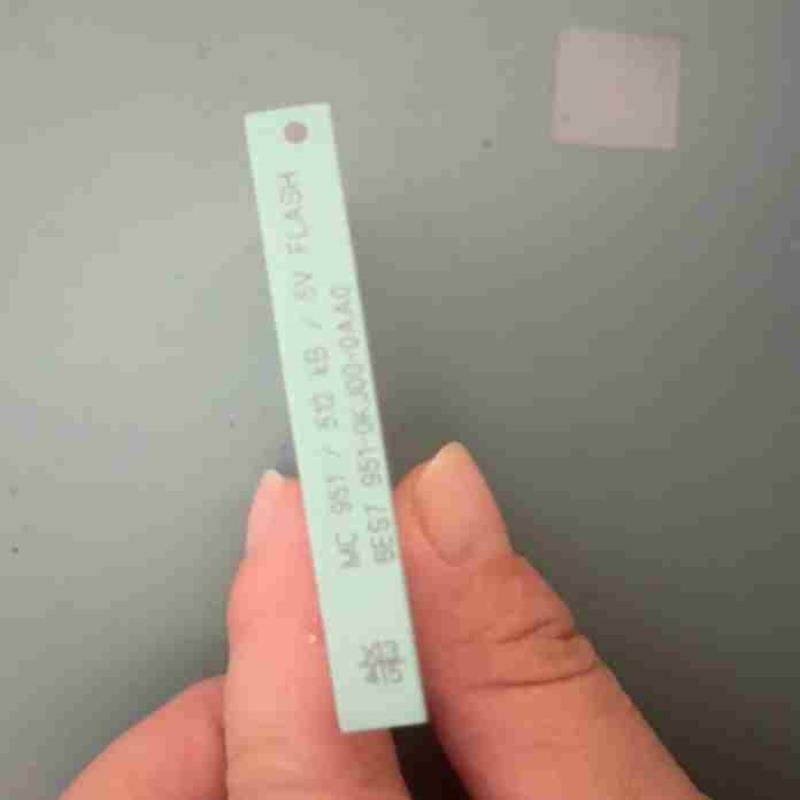 MC 951 / 512 kB / 5V FLASH
6ES7 951-0KJ00-0AA0